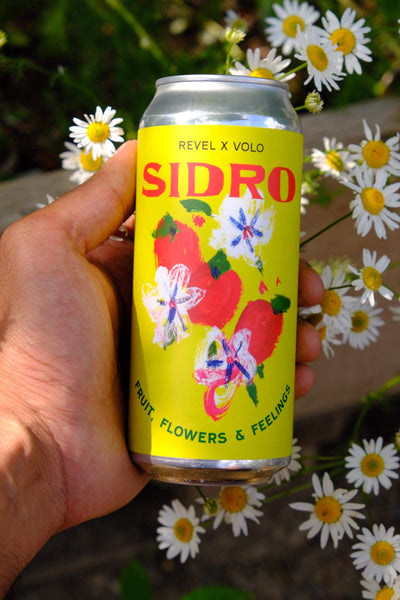 REVEL X VOLO
SIDRO
FRUIT, FLOWERS & FEELINGS